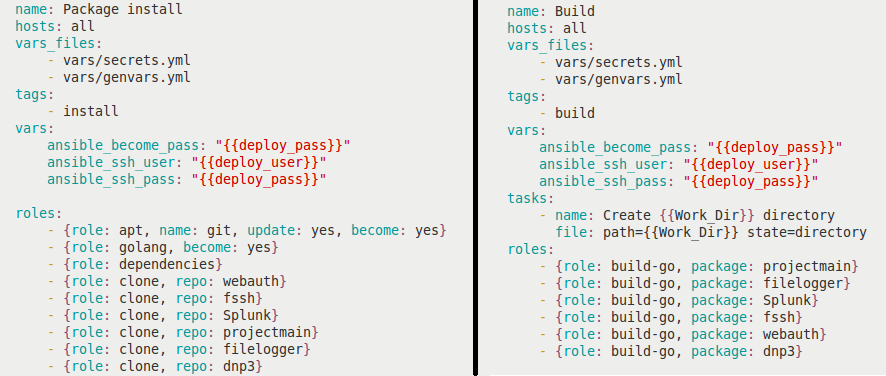 name: Package install
hosts: all
vars_files:
    - vars/secrets.yml
    - vars/genvars.yml
tags:
    - install
vars:
    ansible_become_pass: "{{deploy_pass}}"
    ansible_ssh_user: "{{deploy_user}}"
    ansible_ssh_pass: "{{deploy_pass}}"

roles:
    - {role: apt, name: git, update: yes, become: yes}
    - {role: golang, become: yes}
    - {role: dependencies}
    - {role: clone, repo: webauth}
    - {role: clone, repo: fssh}
    - {role: clone, repo: Splunk}
    - {role: clone, repo: projectmain}
    - {role: clone, repo: filelogger}
    - {role: clone, repo: dnp3}
name: Build
hosts: all
vars_files:
    - vars/secrets.yml
    - vars/genvars.yml
tags:
    - build
vars:
    ansible_become_pass: "{{deploy_pass}}"
    ansible_ssh_user: "{{deploy_user}}"
    ansible_ssh_pass: "{{deploy_pass}}"
tasks:
    - name: Create {{Work_Dir}} directory
      file: path={{Work_Dir}} state=directory
roles:
    - {role: build-go, package: projectmain}
    - {role: build-go, package: filelogger}
    - {role: build-go, package: Splunk}
    - {role: build-go, package: fssh}
    - {role: build-go, package: webauth}
    - {role: build-go, package: dnp3}